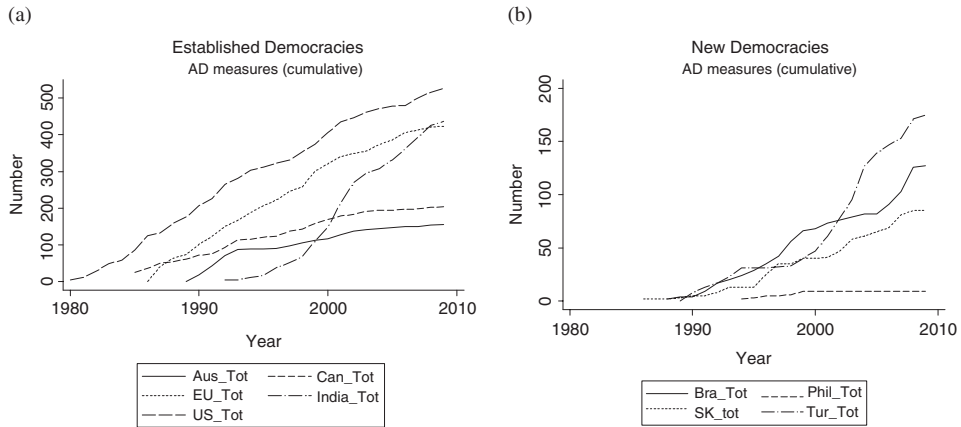 (a)
Established Democracies
AD measures (cumulative)
Number
500
400
300
200
100
0
1980
1990
2000
2010
Year
Aus_Tot
Can_Tot
EU_Tot
India_Tot
US_Tot
(b)
New Democracies
AD measures (cumulative)
Number
200
150
100
50
0
1980
1990
2000
2010
Year
Bra_Tot
Phil_Tot
SK_tot
Tur_Tot